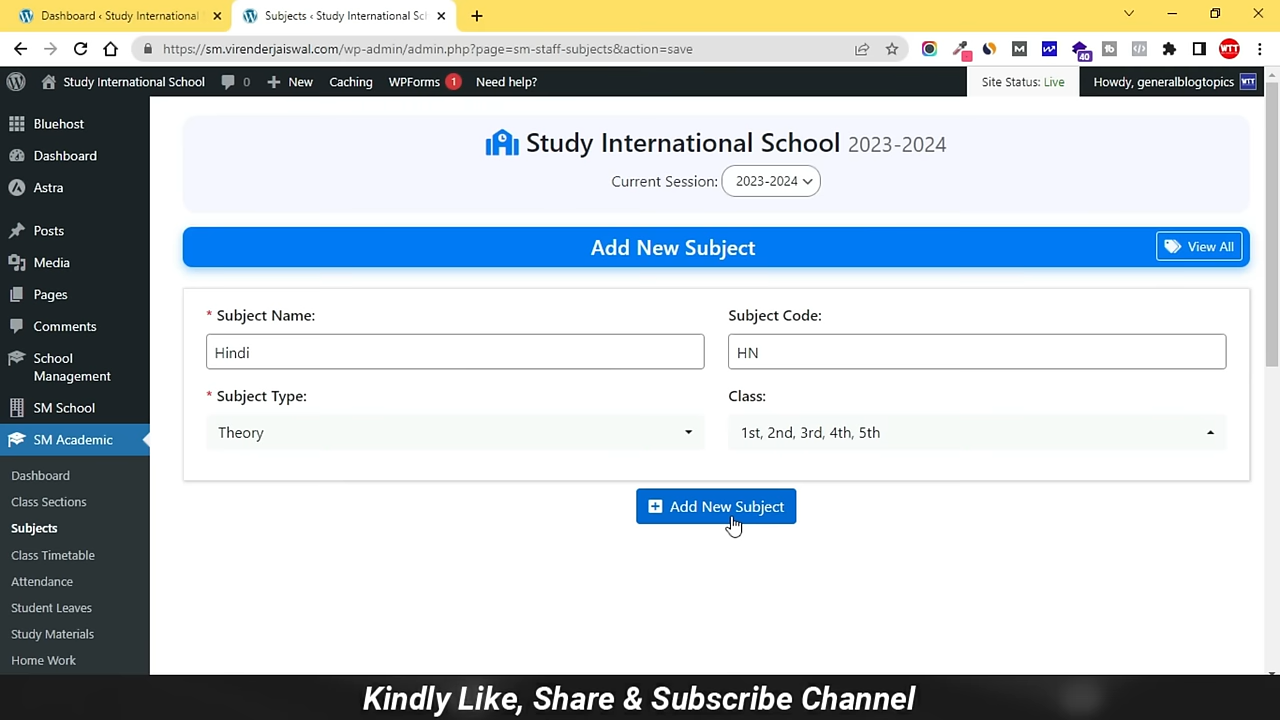 Dashboard ‹ Study International
Subjects ‹ Study International Sc
https://sm.virenderjaiswal.com/wp-admin/admin.php?page=sm-staff-subjects&action=save
40
WTT
Study International School
0
New
Caching
WPForms 1
Need help?
Site Status: Live
Howdy, generalblogtopics
WTT
Bluehost
Dashboard
Astra
Posts
Media
Pages
Comments
School
Management
SM School
SM Academic
Dashboard
Class Sections
Subjects
Class Timetable
Attendance
Student Leaves
Study Materials
Home Work
Study International School 2023-2024
Current Session: 2023-2024
Add New Subject
View All
* Subject Name:
Subject Code:
Hindi
HN
* Subject Type:
Class:
Theory
1st, 2nd, 3rd, 4th, 5th
Add New Subject
Kindly Like, Share & Subscribe Channel